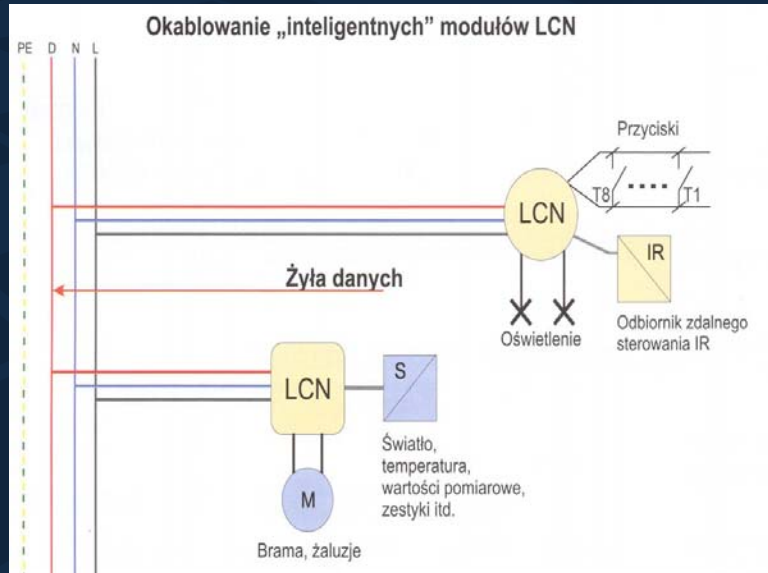 Okablowanie „inteligentnych” modułów LCN
PE D N L
Przyciski
T8 T1
LCN
IR
Żyła danych
Oświetlenie
Odbiornik zdalnego
sterowania IR
LCN
S
Światło,
temperatura,
wartości pomiarowe,
zestyki itd.
M
Brama, żaluzje